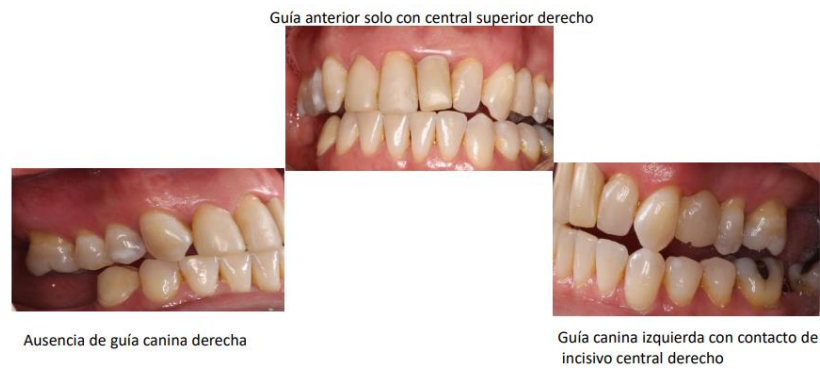 Guía anterior solo con central superior derecho
Ausencia de guía canina derecha
Guía canina izquierda con contacto de
incisivo central derecho